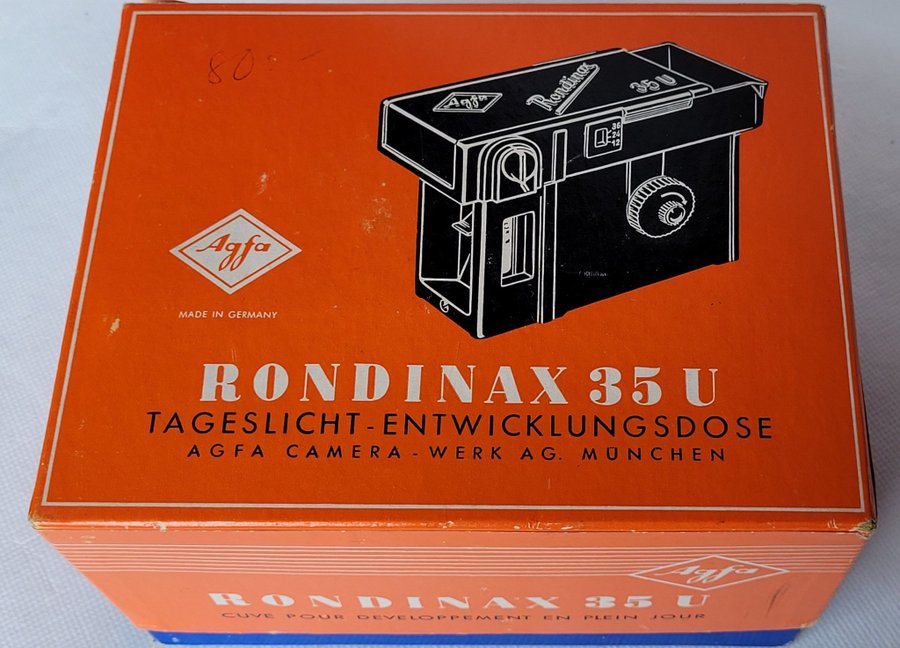 80.-
Agfa
Rondinax
35 U
36
24
12
Agfa
MADE IN GERMANY
RONDINAX 35 U
TAGESLICHT-ENTWICKLUNGSDOSE
AGFA CAMERA-WERK AG. MÜNCHEN
Agfa
RONDINAX 35 U
CUVE POUR DEVELOPPEMENT EN PLEIN JOUR